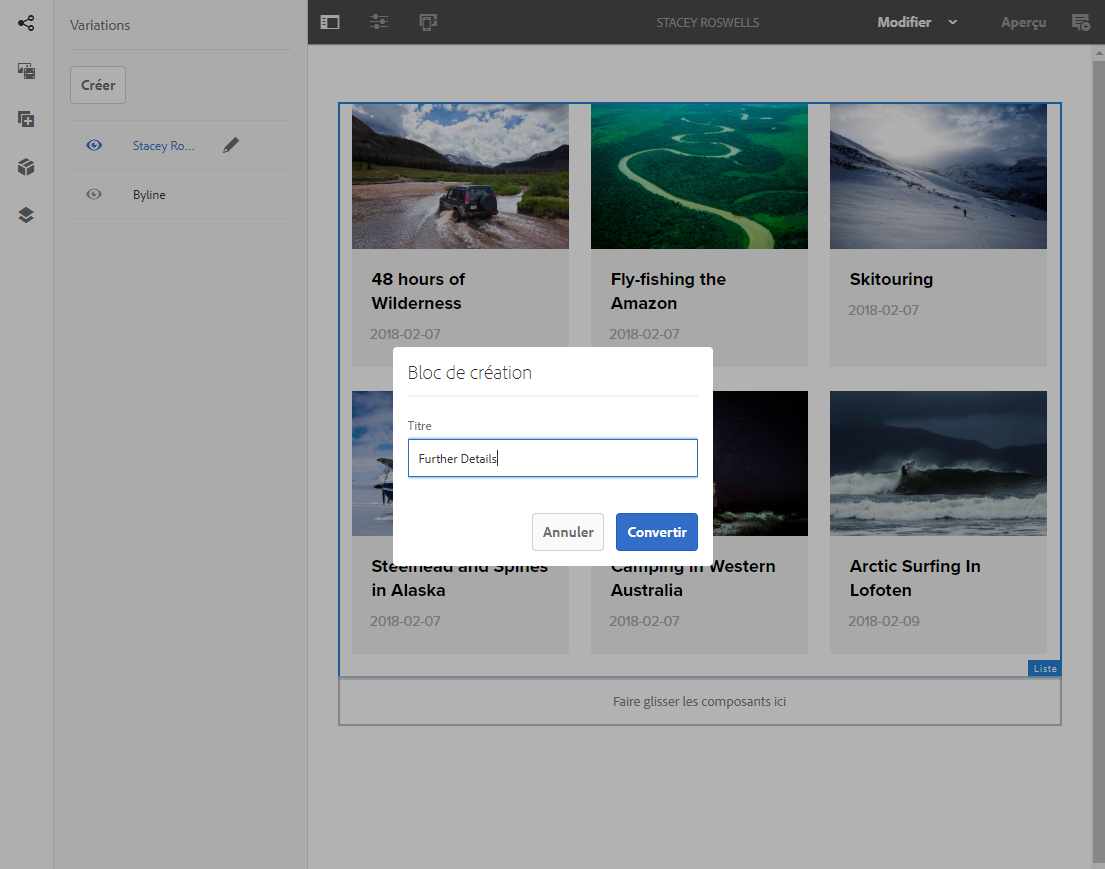 Variations
STACEY ROSWELLS
Modifier
Aperçu
Créer
Stacey Ro...
Byline
48 hours of
Wilderness
2018-02-07
Fly-fishing the
Amazon
2018-02-07
Skitouring
2018-02-07
Bloc de création
Titre
Further Details
Annuler
Convertir
Steelhead and Spines
in Alaska
2018-02-07
Camping in Western
Australia
2018-02-07
Arctic Surfing In
Lofoten
2018-02-09
Liste
Faire glisser les composants ici